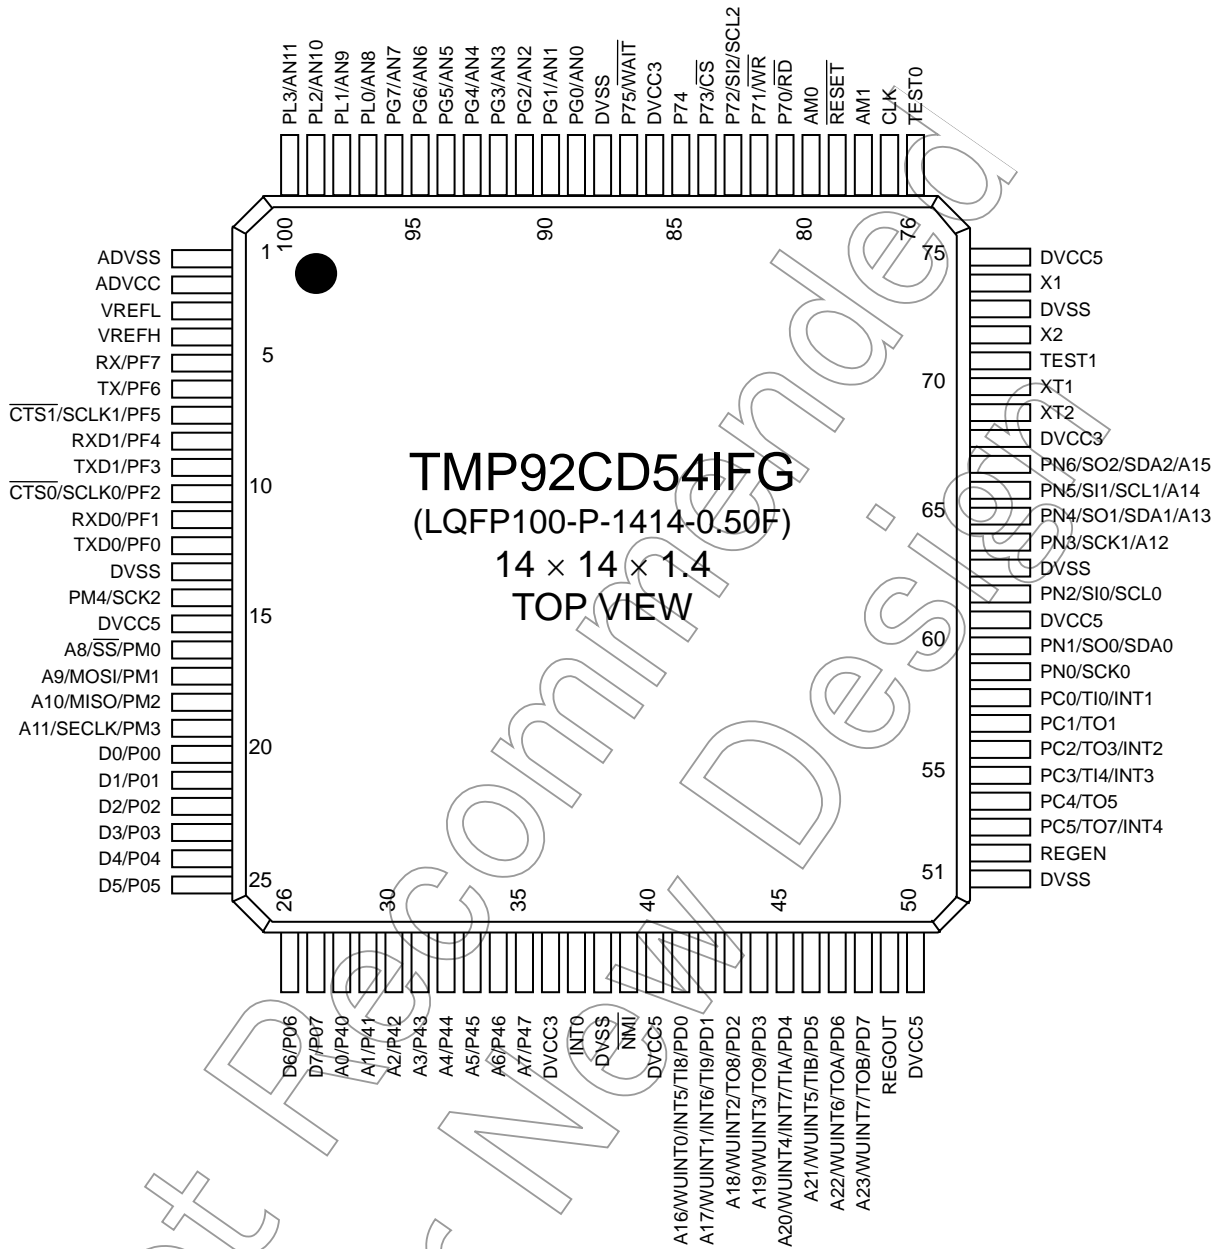 PL3/AN11
PL2/AN10
PL1/AN9
PL0/AN8
PG7/AN7
PG6/AN6
PG5/AN5
PG4/AN4
PG3/AN3
PG2/AN2
PG1/AN1
PG0/AN0
DVSS
P75/WAIT
DVCC3
P74
P73/CS
P72/SI2/SCL2
P71/WR
P70/RD
AM0
RESET
AM1
CLK
TEST0
100
95
90
85
80
76
ADVSS
ADVCC
VREFL
VREFH
RX/PF7
TX/PF6
CTS1/SCLK1/PF5
RXD1/PF4
TXD1/PF3
CTS0/SCLK0/PF2
RXD0/PF1
TXD0/PF0
DVSS
PM4/SCK2
DVCC5
A8/SS/PM0
A9/MOSI/PM1
A10/MISO/PM2
A11/SECLK/PM3
D0/P00
D1/P01
D2/P02
D3/P03
D4/P04
D5/P05
1
5
10
15
20
25
TMP92CD54IFG
(LQFP100-P-1414-0.50F)
14 × 14 × 1.4
TOP VIEW
75
70
65
60
55
51
DVCC5
X1
DVSS
X2
TEST1
XT1
XT2
DVCC3
PN6/SO2/SDA2/A15
PN5/SI1/SCL1/A14
PN4/SO1/SDA1/A13
PN3/SCK1/A12
DVSS
PN2/SI0/SCL0
DVCC5
PN1/SO0/SDA0
PN0/SCK0
PC0/TI0/INT1
PC1/TO1
PC2/TO3/INT2
PC3/TI4/INT3
PC4/TO5
PC5/TO7/INT4
REGEN
DVSS
26
30
35
40
45
50
D6/P06
D7/P07
A0/P40
A1/P41
A2/P42
A3/P43
A4/P44
A5/P45
A6/P46
A7/P47
DVCC3
INT0
DVSS
NMI
DVCC5
A16/WUINT0/INT5/TI8/PD0
A17/WUINT1/INT6/TI9/PD1
A18/WUINT2/TO8/PD2
A19/WUINT3/TO9/PD3
A20/WUINT4/INT7/TIA/PD4
A21/WUINT5/TIB/PD5
A22/WUINT6/TOA/PD6
A23/WUINT7/TOB/PD7
REGOUT
DVCC5
Recommended
New Design